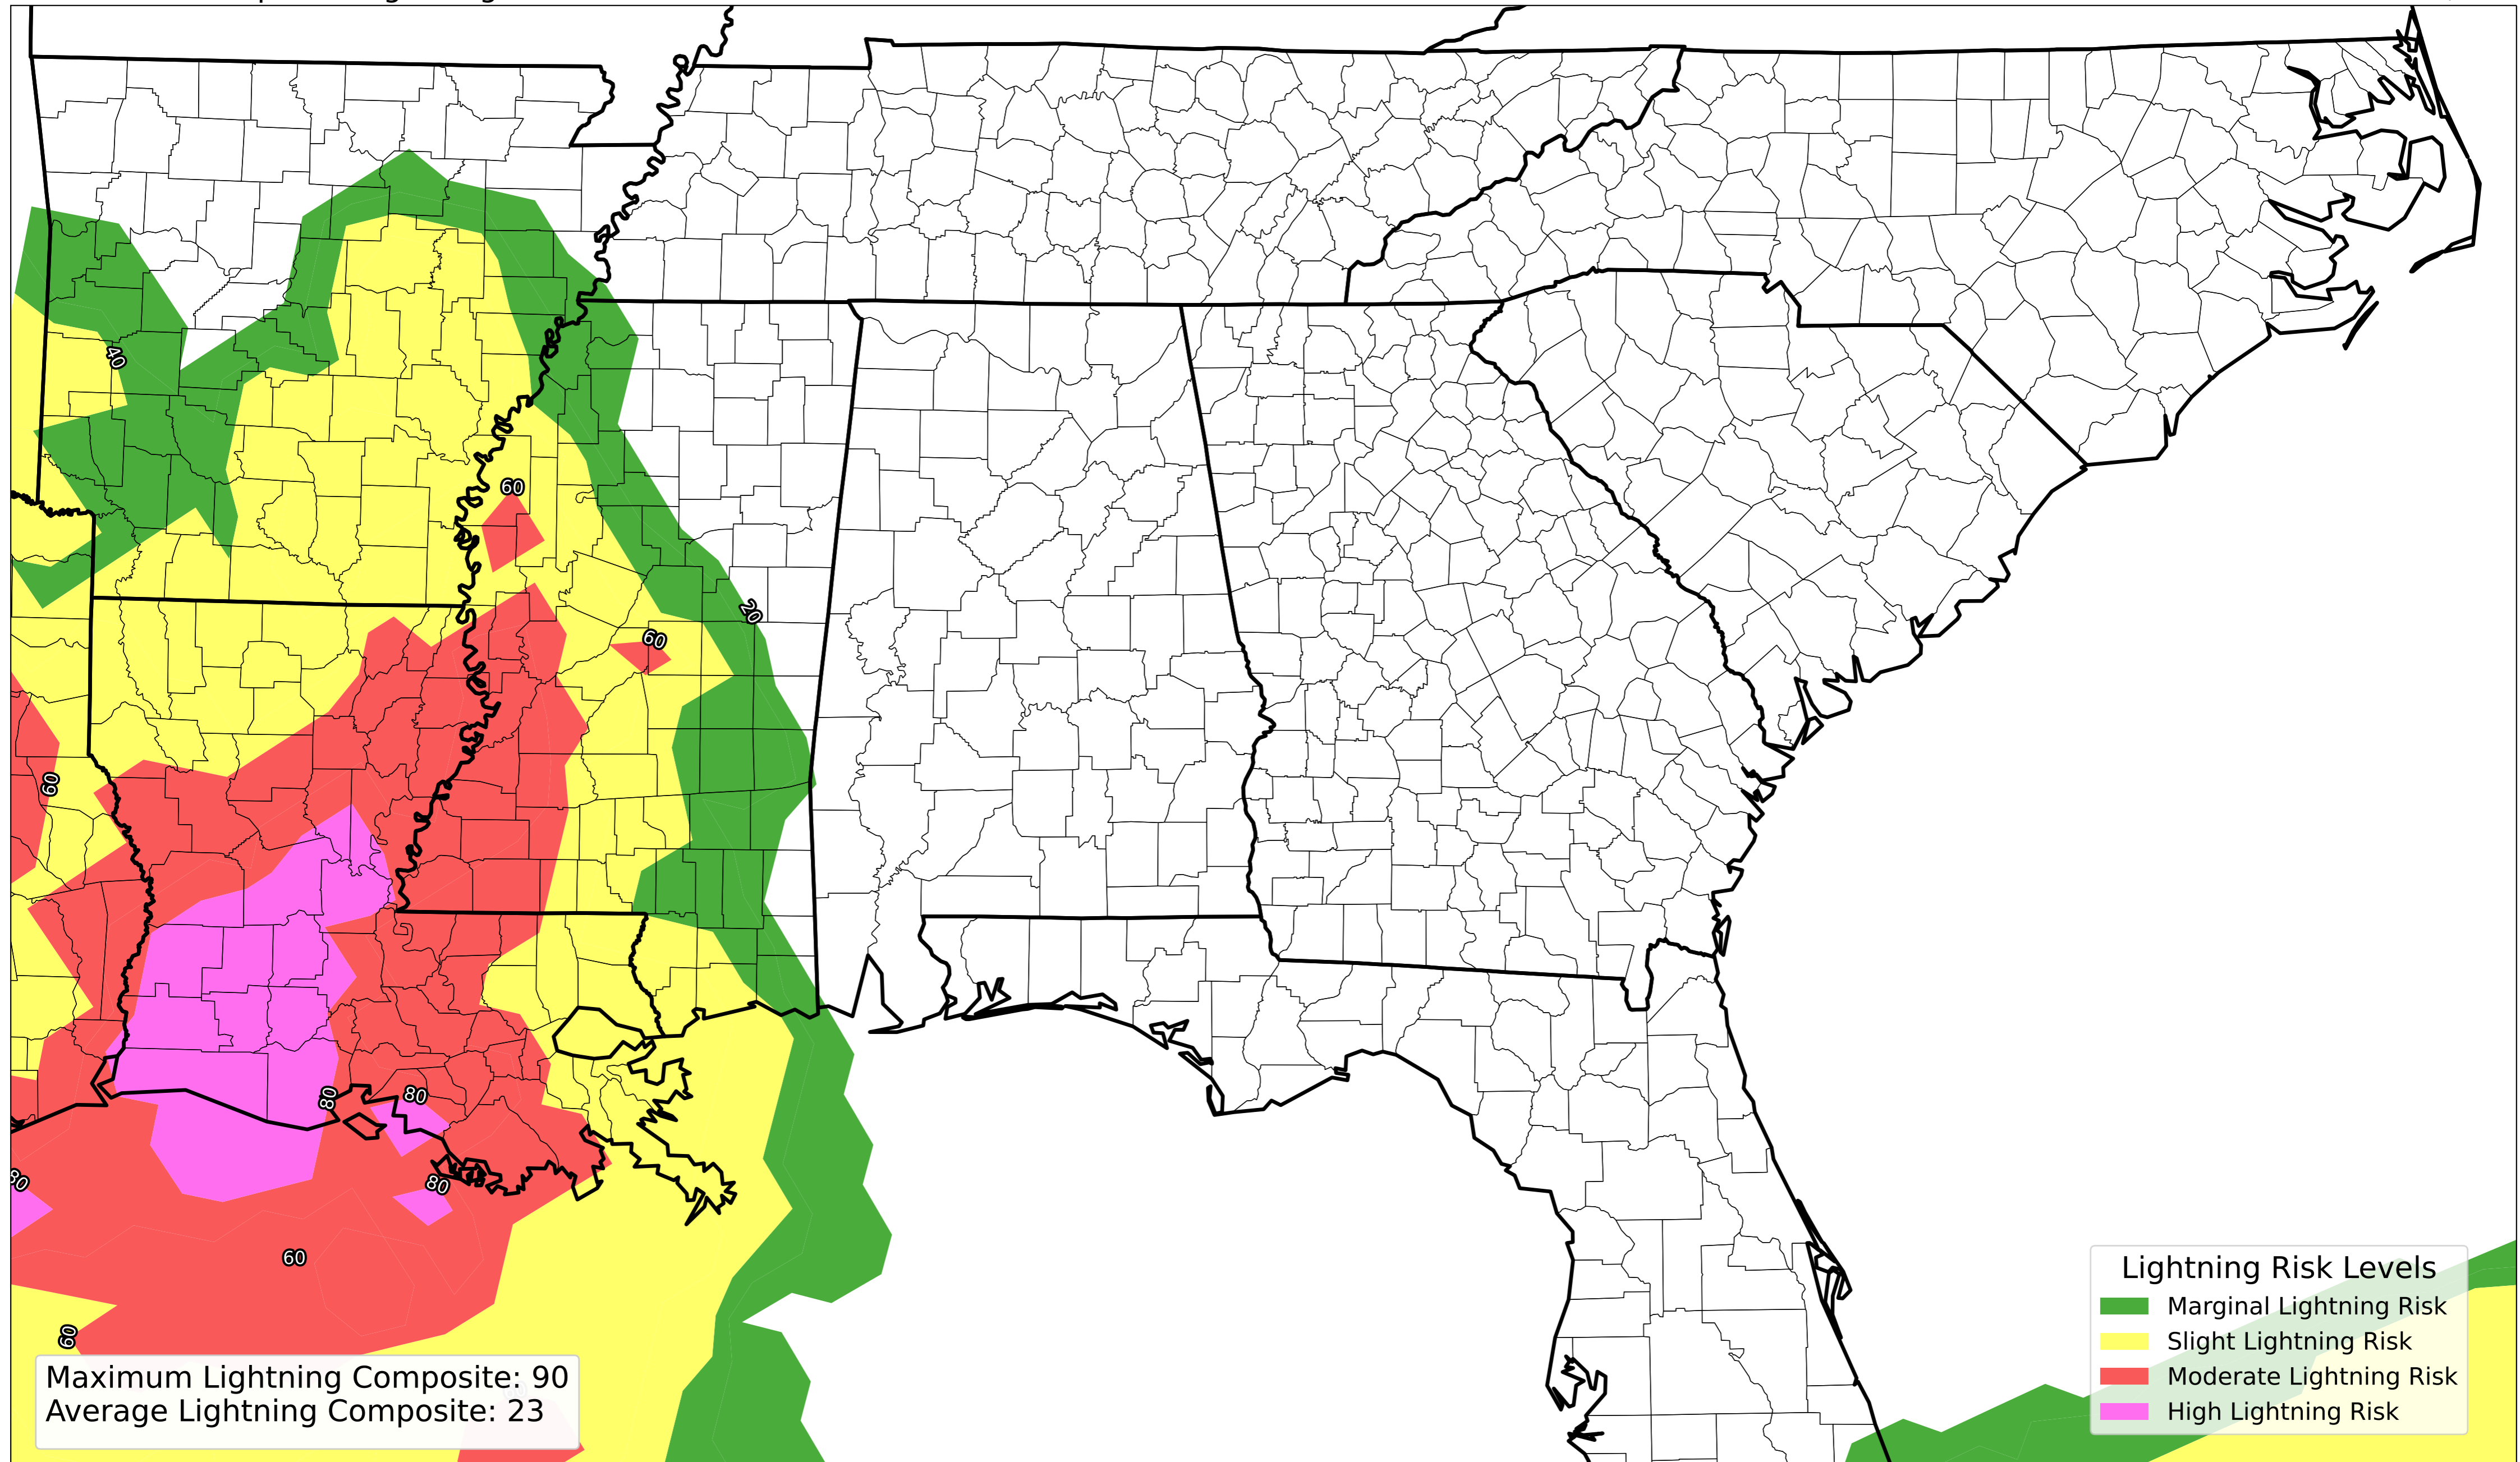 40
60
20
60
60
80
80
80
80
60
60
Maximum Lightning Composite: 90
Average Lightning Composite: 23
Lightning Risk Levels
Marginal Lightning Risk
Slight Lightning Risk
Moderate Lightning Risk
High Lightning Risk